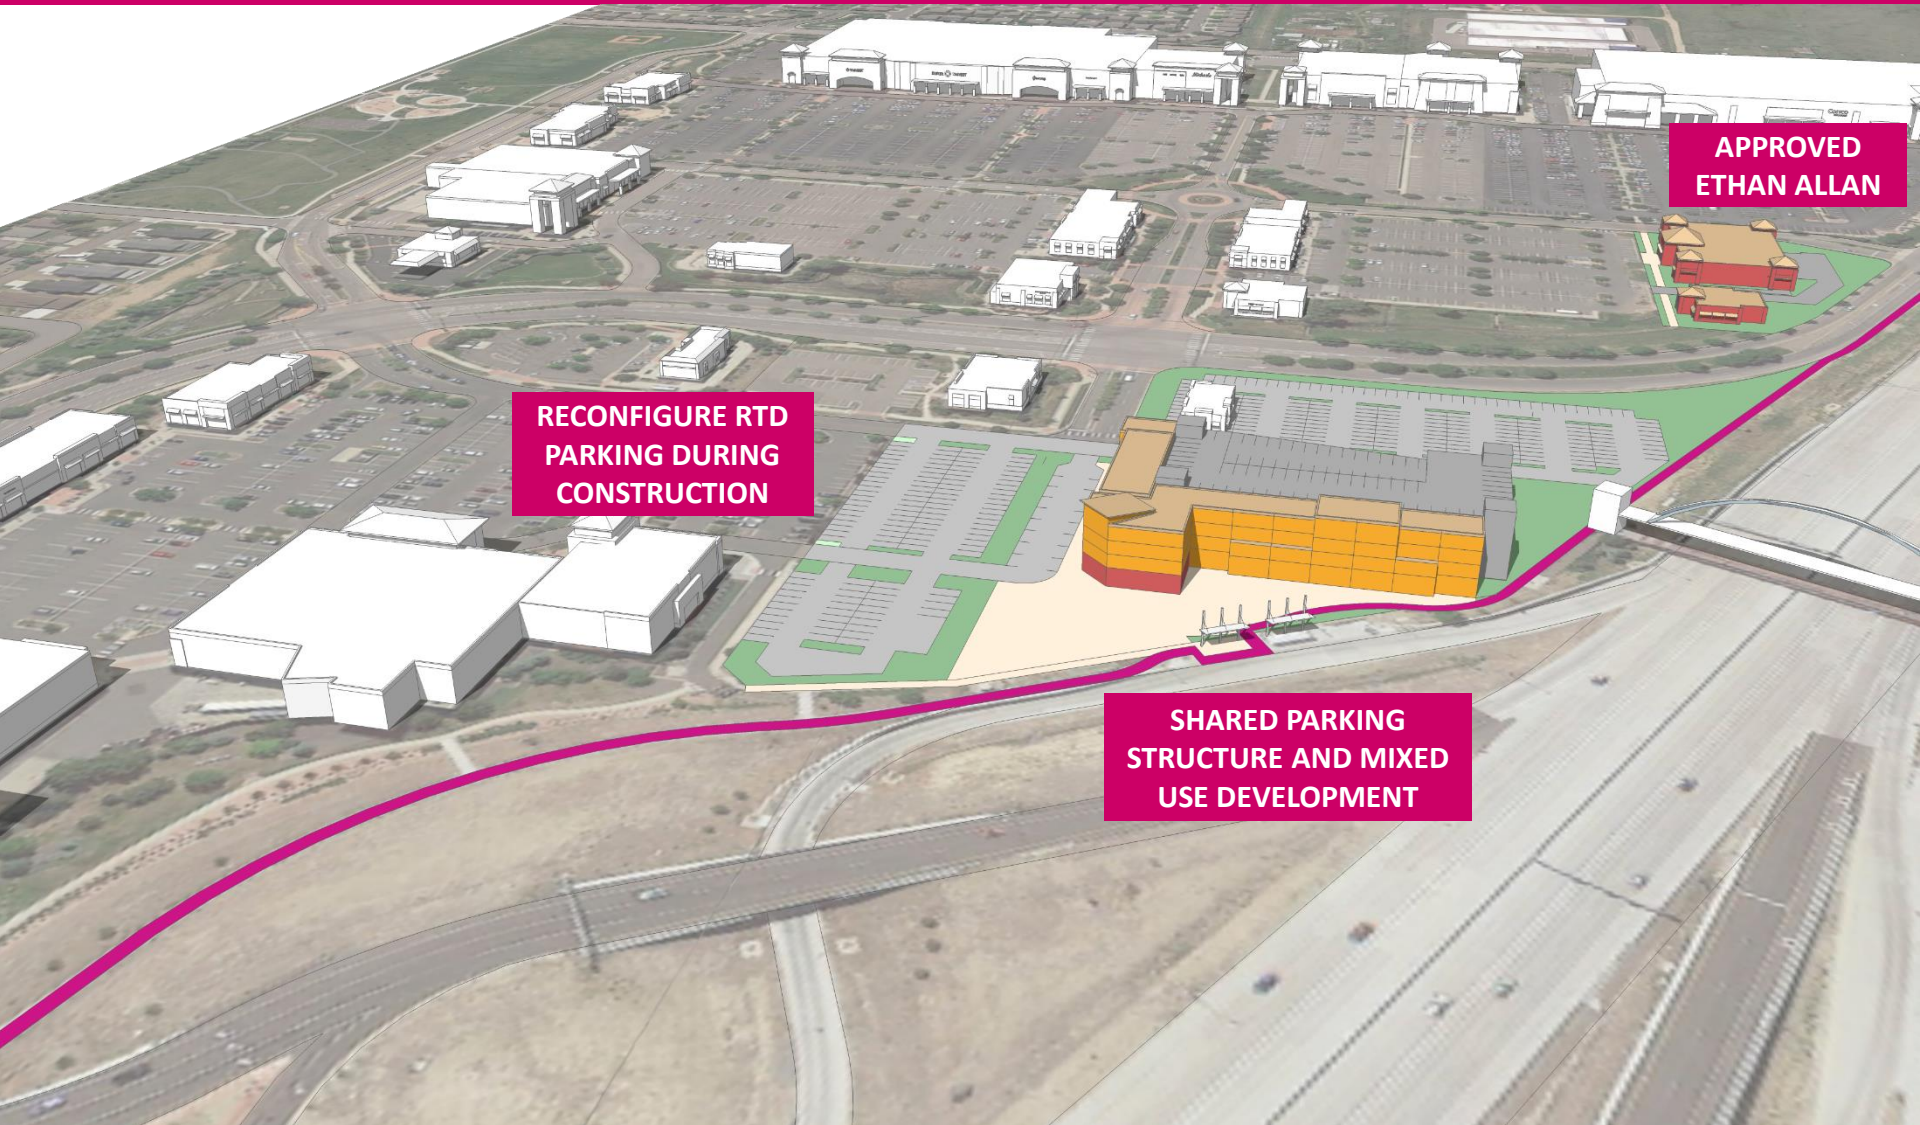 APPROVED
ETHAN ALLAN
RECONFIGURE RTD
PARKING DURING
CONSTRUCTION
SHARED PARKING
STRUCTURE AND MIXED
USE DEVELOPMENT